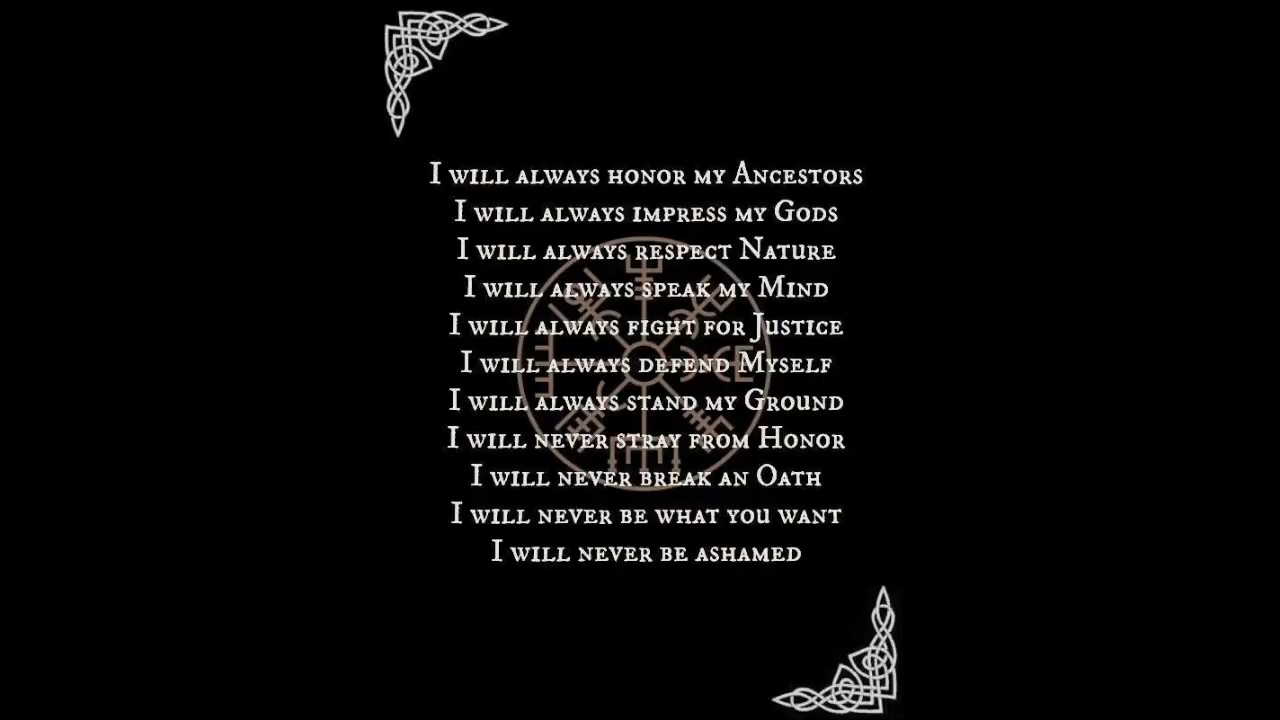 I will always honor my Ancestors
I will always impress my Gods
I will always respect Nature
I will always speak my Mind
I will always fight for Justice
I will always defend Myself
I will always stand my Ground
I will never stray from Honor
I will never break an Oath
I will never be what you want
I will never be ashamed